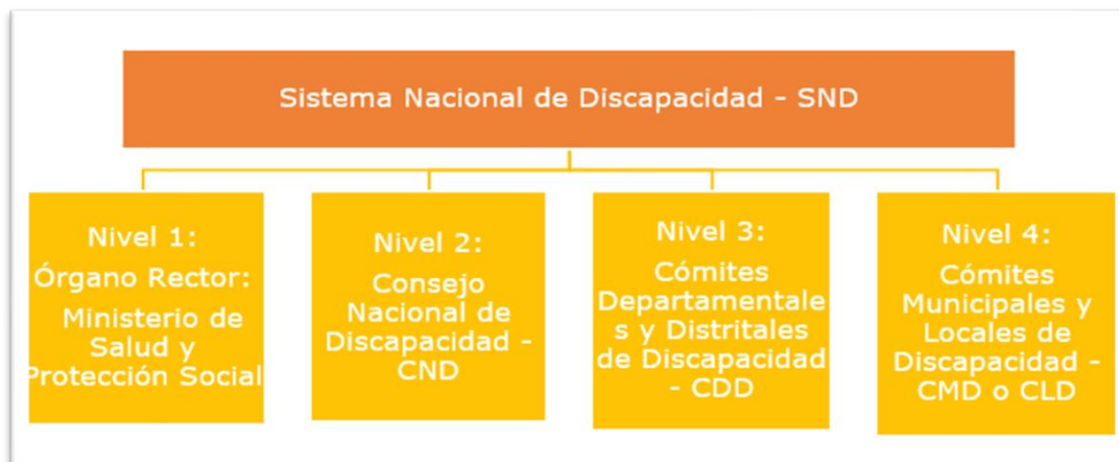 Sistema Nacional de Discapacidad - SND
Nivel 1:
Órgano Rector:
Ministerio de
Salud y
Protección Social
Nivel 2:
Consejo
Nacional de
Discapacidad -
CND
Nivel 3:
Cómites
Departamentale
s y Distritales
de Discapacidad
- CDD
Nivel 4:
Cómites
Municipales y
Locales de
Discapacidad -
CMD o CLD